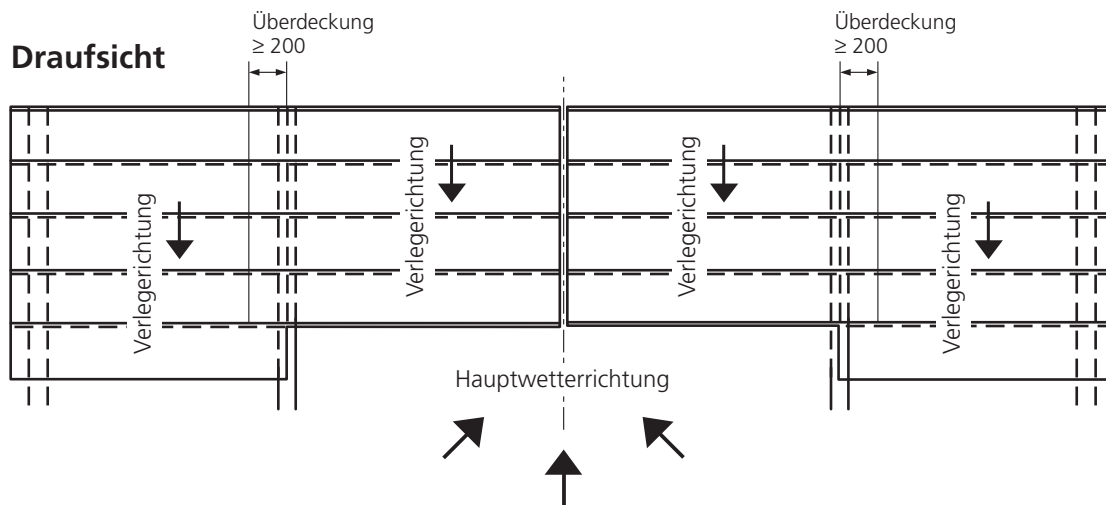 Draufsicht
Überdeckung
≥ 200
Überdeckung
≥ 200
Verlegerichtung
Verlegerichtung
Verlegerichtung
Verlegerichtung
Hauptwetterrichtung